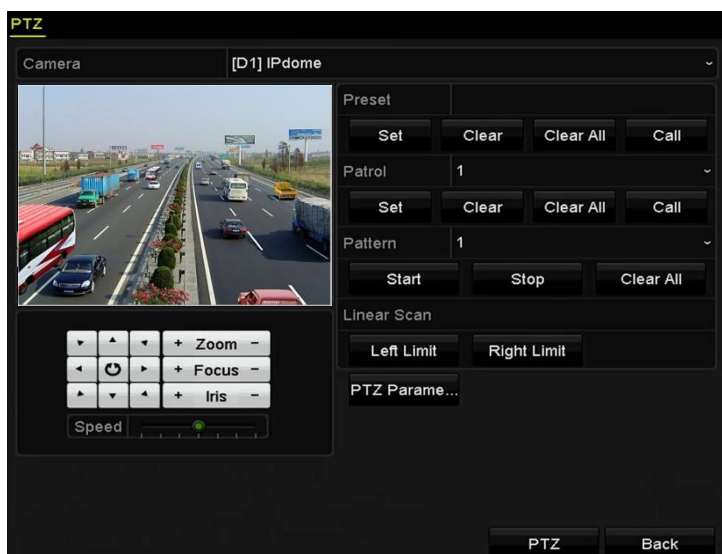 PTZ
Camera [D1] IPdome
Preset
Set Clear Clear All Call
Patrol 1
Set Clear Clear All Call
Pattern 1
Start Stop Clear All
Linear Scan
Left Limit Right Limit
PTZ Parame...
+ Zoom -
+ Focus -
+ Iris -
Speed
PTZ Back